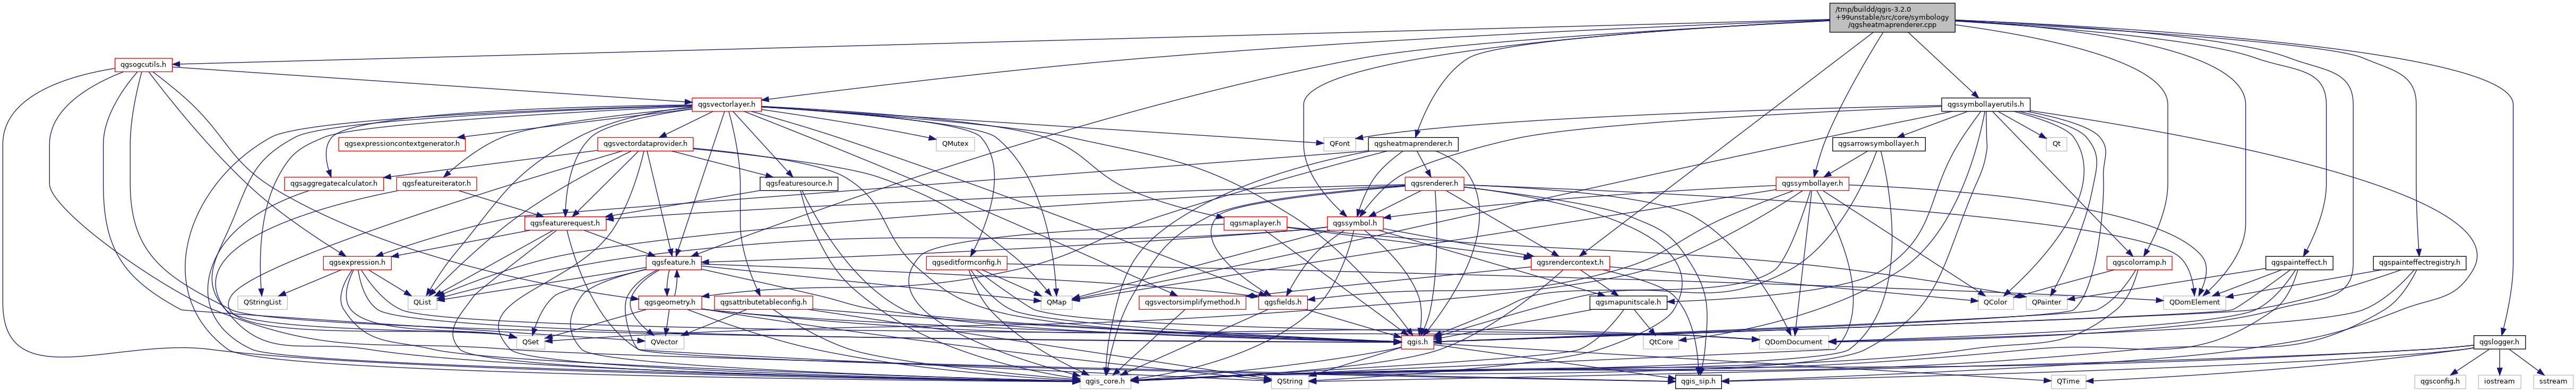 /tmp/buildd/qgis-3.2.0
+99unstable/src/core/symbology
/qgsheatmaprenderer.cpp
qgsogcutils.h
qgsvectorlayer.h
qgssymbollayerutils.h
qgsexpressioncontextgenerator.h
qgsvectordataprovider.h
QMutex
QFont
qgsheatmaprenderer.h
qgsarrowsymbollayer.h
Qt
qgsaggregatecalculator.h
qgsfeatureiterator.h
qgsfeaturesource.h
qgsrenderer.h
qgssymbollayer.h
qgsfeaturerequest.h
qgsmaplayer.h
qgssymbol.h
qgsexpression.h
qgsfeature.h
qgseditformconfig.h
qgsrendercontext.h
qgscolorramp.h
qgspainteffect.h
qgspainteffectregistry.h
QStringList
QList
qgsgeometry.h
qgsattributetableconfig.h
QMap
qgsvectorsimplifymethod.h
qgsfields.h
qgsmapunitscale.h
QColor
QPainter
QDomElement
QSet
QVector
qgis.h
QtCore
QDomDocument
qgslogger.h
qgis_core.h
QString
qgis_sip.h
QTime
qgsconfig.h
iostream
sstream